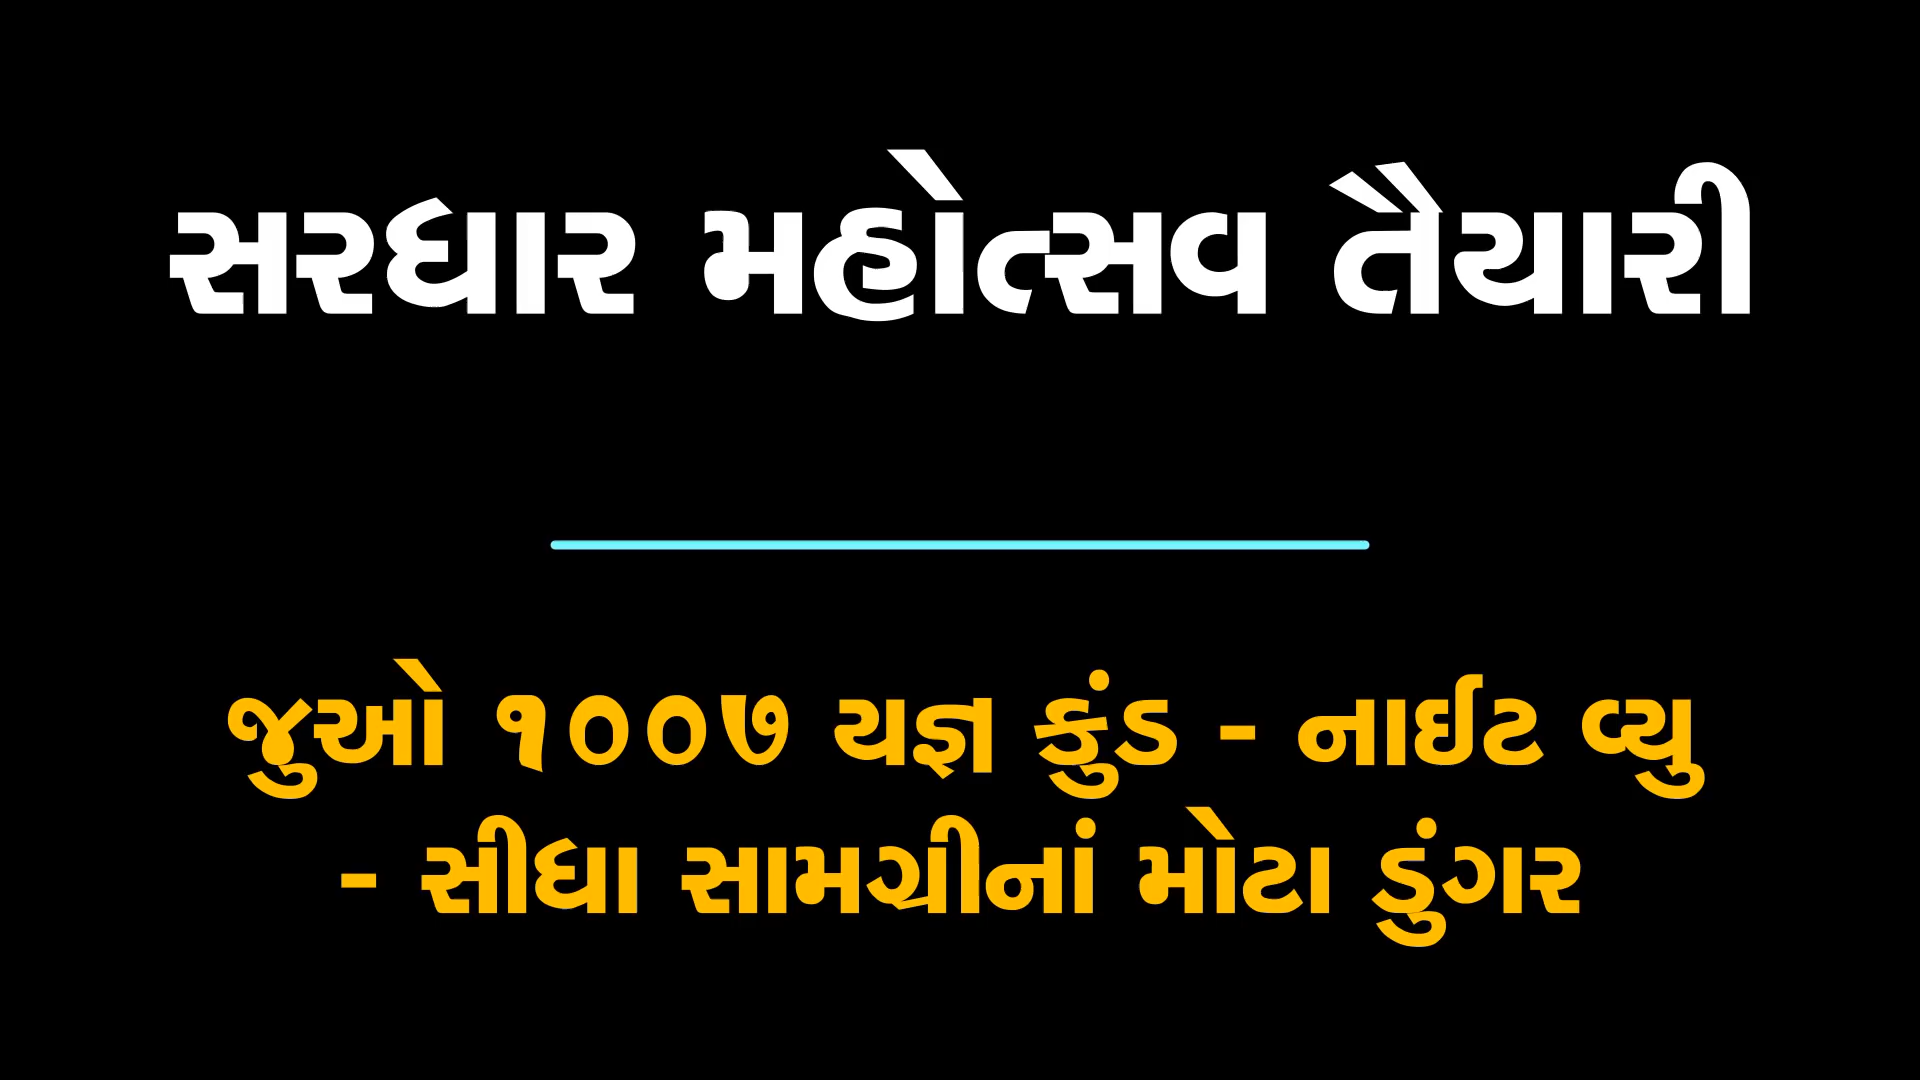 સરધાર મહોત્સવ તૈયારી
જુઓ ૧૦૦૭ યજ્ઞ કુંડ - નાઈટ વ્યુ
- સીધા સામગ્રીનાં મોટા ડુંગર